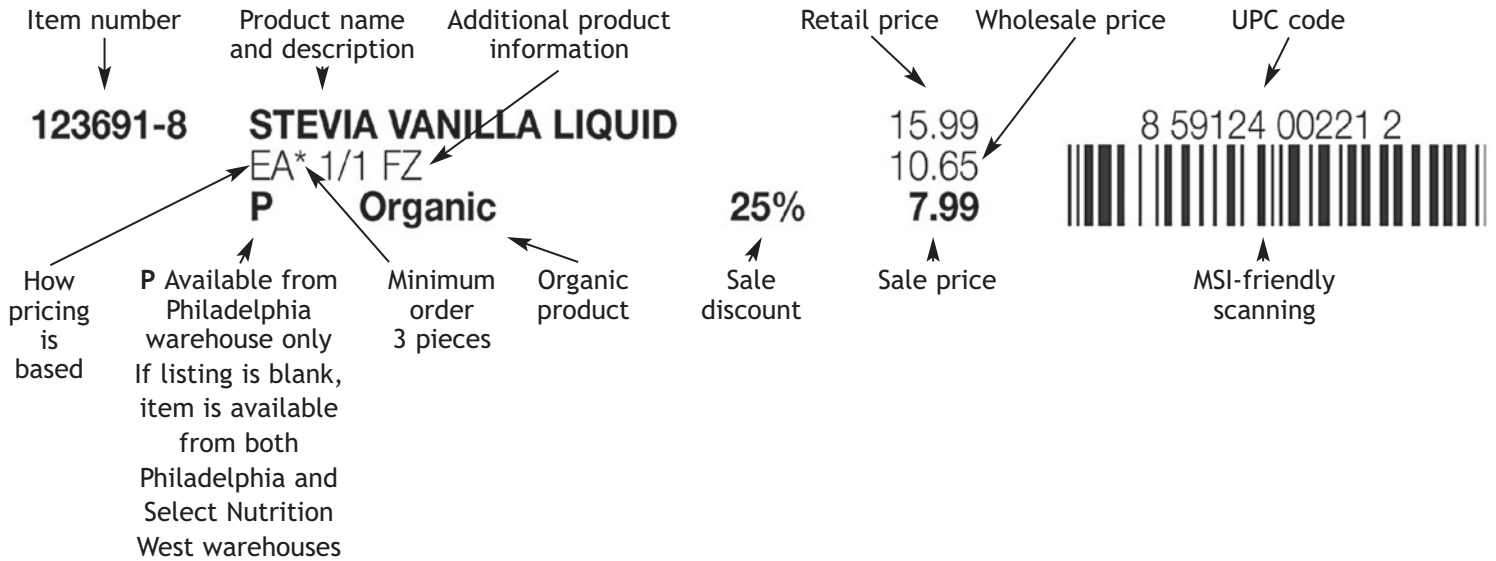 Item number
Product name
and description
Additional product
information
Retail price
Wholesale price
UPC code
123691-8
STEVIA VANILLA LIQUID
15.99
8 59124 00221 2
EA* 1/1 FZ
10.65
P
Organic
25%
7.99
How
pricing
is
based
P Available from
Philadelphia
warehouse only
If listing is blank,
item is available
from both
Philadelphia and
Select Nutrition
West warehouses
Minimum
order
3 pieces
Organic
product
Sale
discount
Sale price
MSI-friendly
scanning